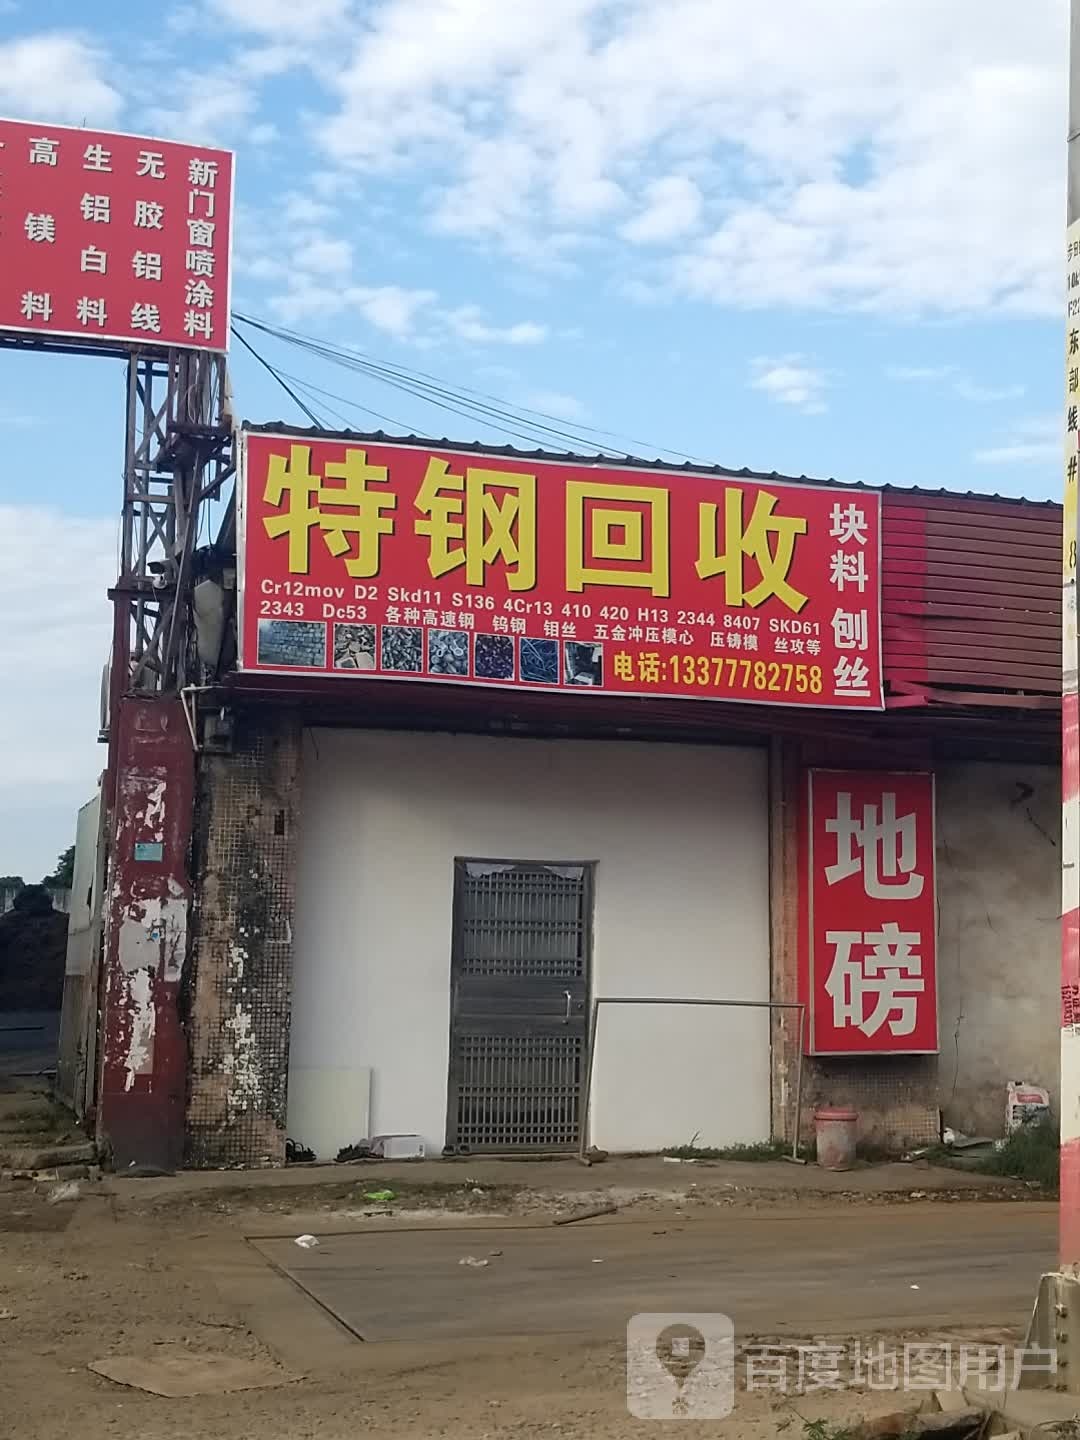 新门窗喷涂料
无胶铝线
生铝白料
高镁料
特钢回收
块料 刨丝
Cr12mov D2 Skd11 S136 4Cr13 410 420 H13 2344 8407 SKD61
2343 Dc53 各种高速钢 钨钢 钼丝 五金冲压模心 压铸模 丝攻等
电话:13377782758
地磅
东部线井
百度地图用户